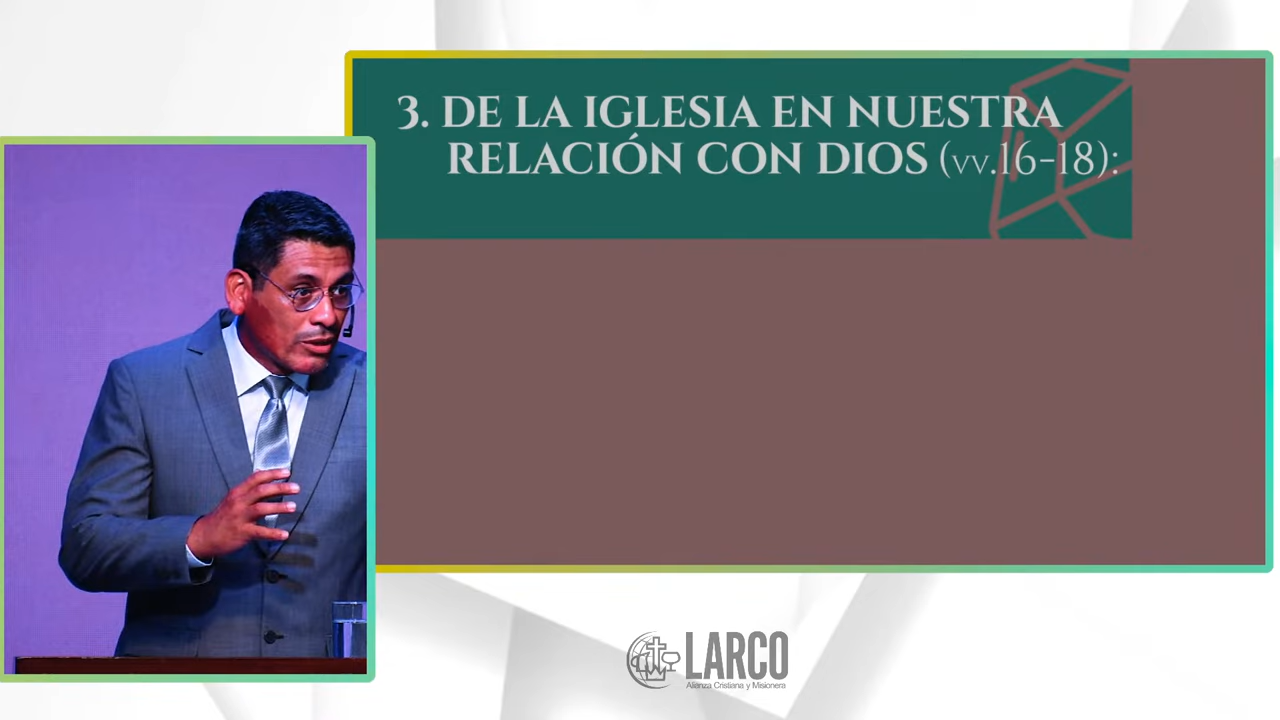 3. DE LA IGLESIA EN NUESTRA
RELACIÓN CON DIOS (vv.16-18):
LARCO
Alianza Cristiana y Misionera